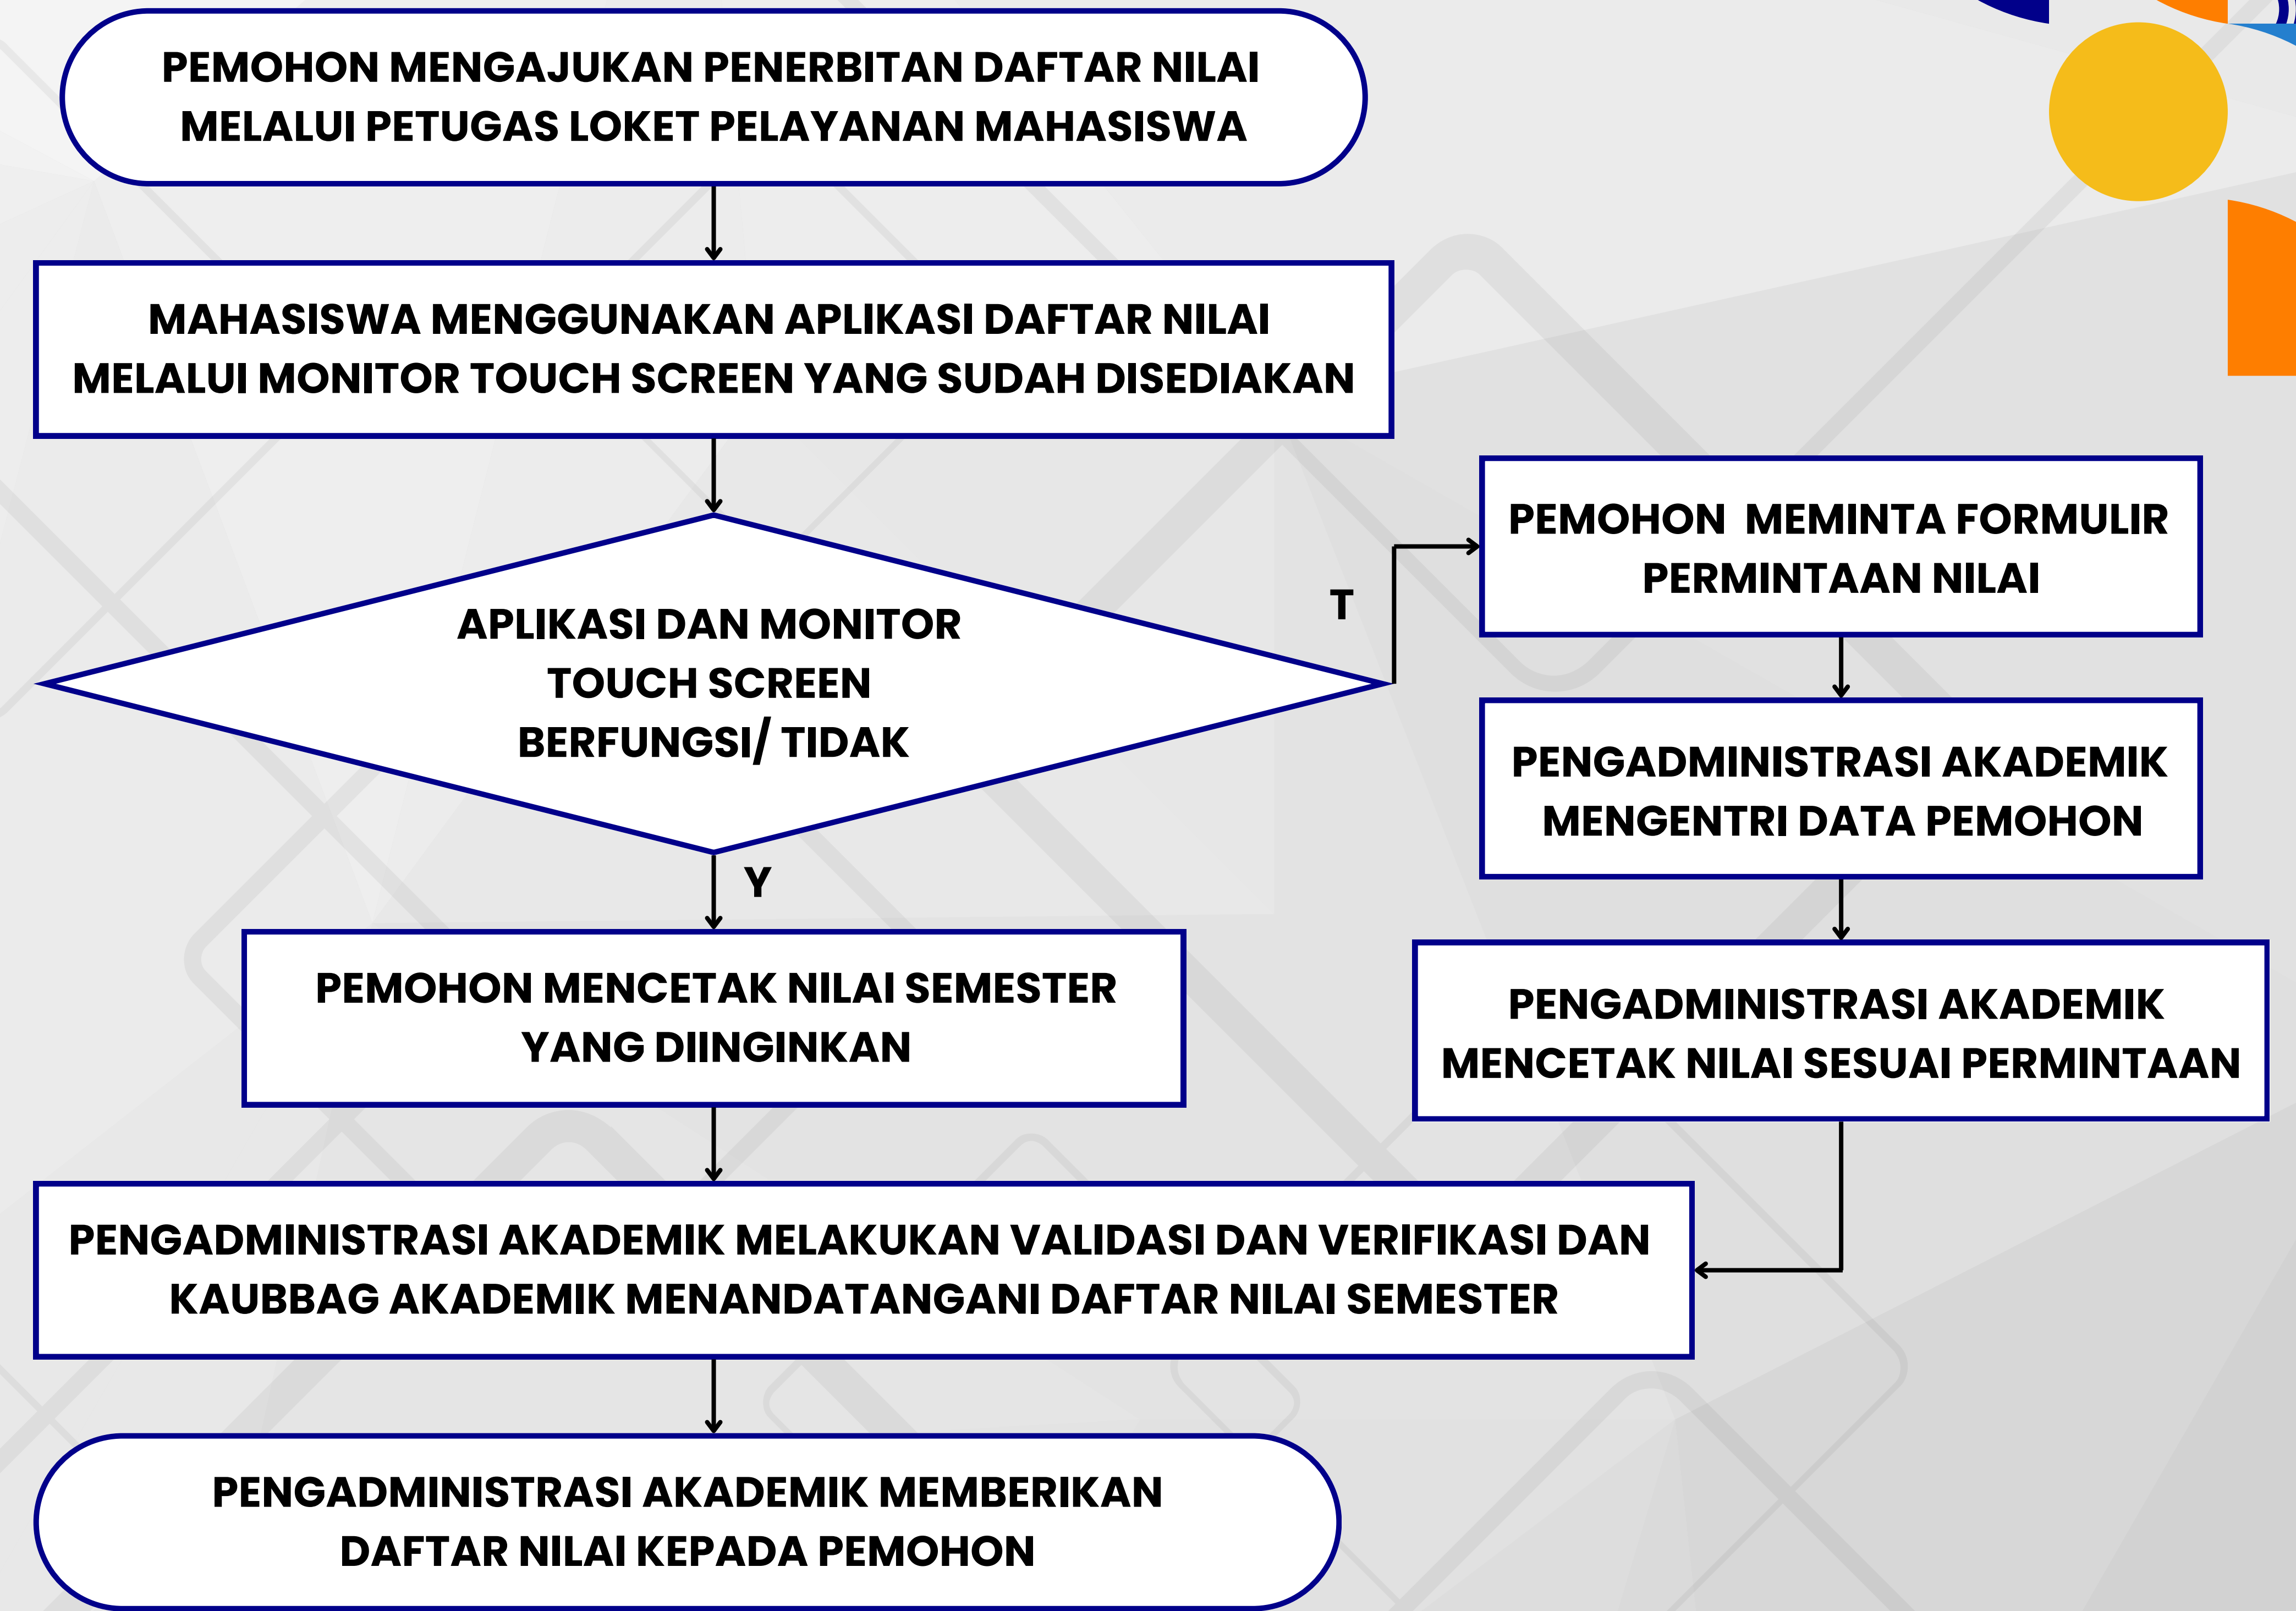 PEMOHON MENGAJUKAN PENERBITAN DAFTAR NILAI
MELALUI PETUGAS LOKET PELAYANAN MAHASISWA
MAHASISWA MENGGUNAKAN APLIKASI DAFTAR NILAI
MELALUI MONITOR TOUCH SCREEN YANG SUDAH DISEDIAKAN
APLIKASI DAN MONITOR
TOUCH SCREEN
BERFUNGSI/ TIDAK
T
PEMOHON MEMINTA FORMULIR
PERMINTAAN NILAI
PENGADMINISTRASI AKADEMIK
MENGENTRI DATA PEMOHON
PENGADMINISTRASI AKADEMIK
MENCETAK NILAI SESUAI PERMINTAAN
Y
PEMOHON MENCETAK NILAI SEMESTER
YANG DIINGINKAN
PENGADMINISTRASI AKADEMIK MELAKUKAN VALIDASI DAN VERIFIKASI DAN
KAUBBAG AKADEMIK MENANDATANGANI DAFTAR NILAI SEMESTER
PENGADMINISTRASI AKADEMIK MEMBERIKAN
DAFTAR NILAI KEPADA PEMOHON